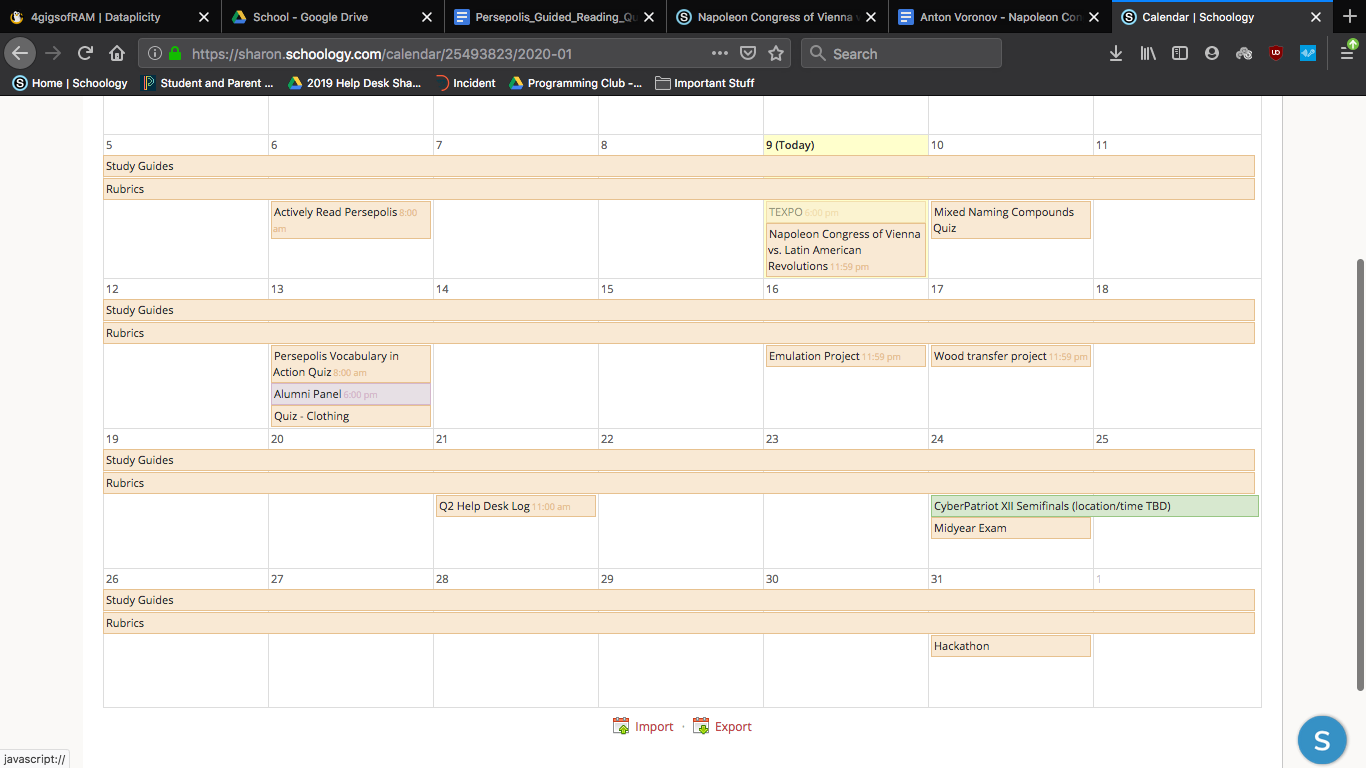 4gigsofRAM | Dataplicity
School - Google Drive
Persepolis_Guided_Reading_Qu
Napoleon Congress of Vienna v
Anton Voronov - Napoleon Con
Calendar | Schoology
https://sharon.schoology.com/calendar/25493823/2020-01
Search
Home | Schoology
Student and Parent ...
2019 Help Desk Sha...
Incident
Programming Club -...
Important Stuff
5 6 7 8 9 (Today) 10 11
Study Guides
Rubrics
Actively Read Persepolis 8:00
am
TEXPO 6:00 pm
Napoleon Congress of Vienna
vs. Latin American
Revolutions 11:59 pm
Mixed Naming Compounds
Quiz
12 13 14 15 16 17 18
Study Guides
Rubrics
Persepolis Vocabulary in
Action Quiz 8:00 am
Alumni Panel 6:00 pm
Quiz - Clothing
Emulation Project 11:59 pm
Wood transfer project 11:59 pm
19 20 21 22 23 24 25
Study Guides
Rubrics
Q2 Help Desk Log 11:00 am
CyberPatriot XII Semifinals (location/time TBD)
Midyear Exam
26 27 28 29 30 31 1
Study Guides
Rubrics
Hackathon
Import · Export
S
javascript://